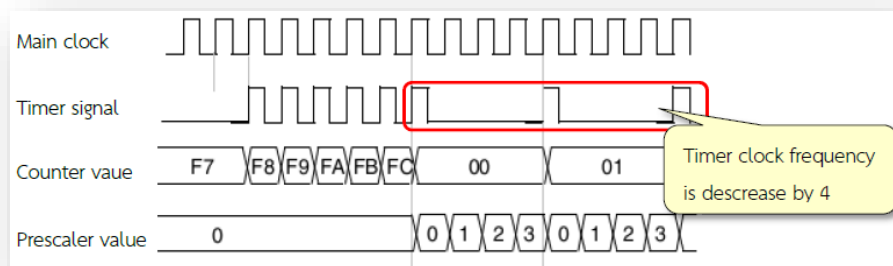 Main clock
Timer signal
Counter vaue F7 F8 F9 FA FB FC 00 01
Timer clock frequency
is descrease by 4
Prescaler value 0 0 1 2 3 0 1 2 3